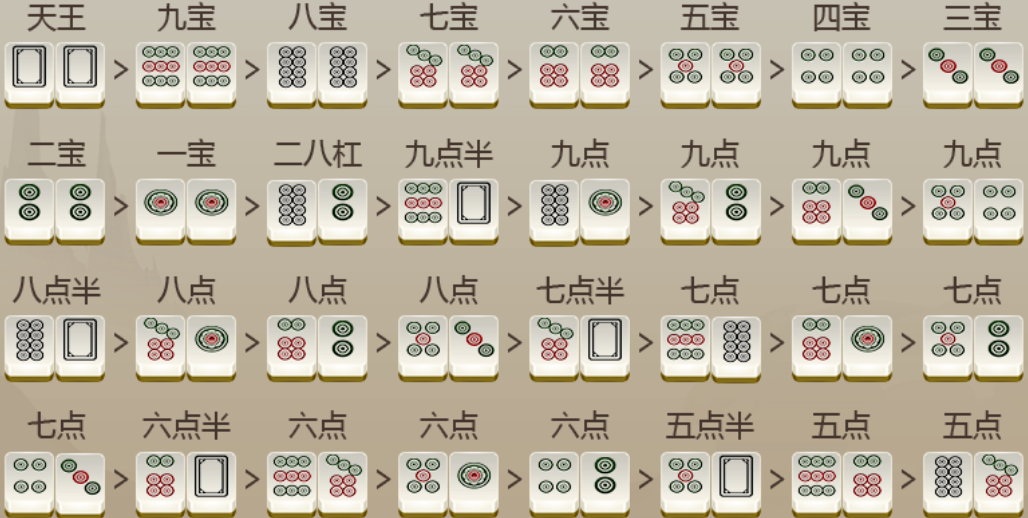 天王 九宝 八宝 七宝 六宝 五宝 四宝 三宝
> > > > > > >
二宝 一宝 二八杠 九点半 九点 九点 九点 九点
> > > > > > >
八点半 八点 八点 八点 七点半 七点 七点 七点
> > > > > > >
七点 六点半 六点 六点 六点 五点半 五点 五点
> > > > > > >